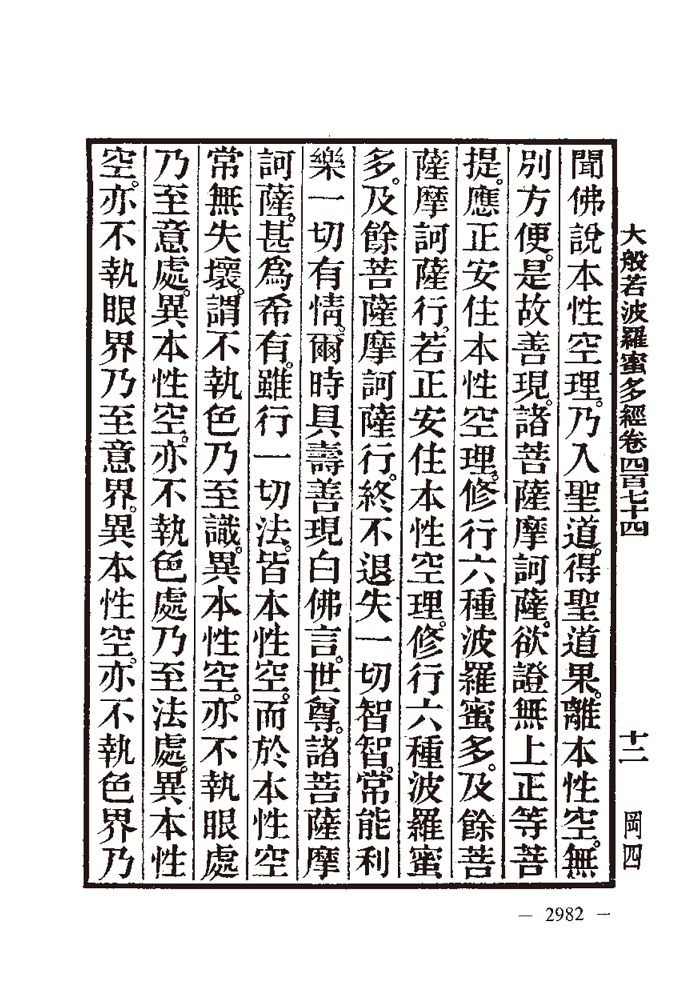 大般若波羅蜜多經卷四百七十四
十二
岡四
聞佛說本性空理。乃入聖道。得聖道果。離本性空。無
別方便。是故善現。諸菩薩摩訶薩。欲證無上正等菩
提。應正安住本性空理。修行六種波羅蜜多。及餘菩
薩摩訶薩行。若正安住本性空理。修行六種波羅蜜
多。及餘菩薩摩訶薩行。終不退失一切智智。常能利
樂一切有情。爾時具壽善現白佛言。世尊。諸菩薩摩
訶薩。甚為希有。雖行一切法。皆本性空。而於本性空
常無失壞。謂不執色乃至識。異本性空。亦不執眼處
乃至意處。異本性空。亦不執色處乃至法處。異本性
空。亦不執眼界乃至意界。異本性空。亦不執色界乃
— 2982 —